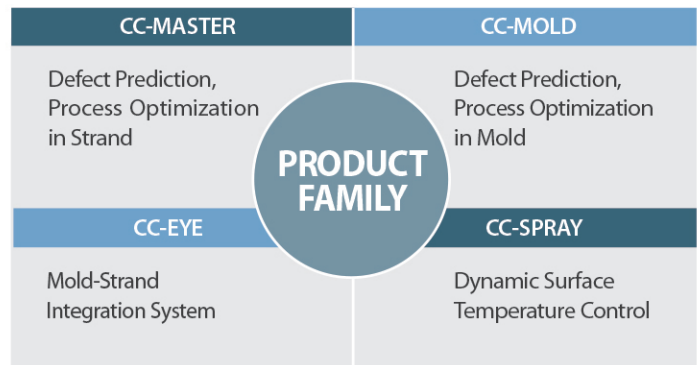 CC-MASTER
Defect Prediction,
Process Optimization
in Strand
CC-MOLD
Defect Prediction,
Process Optimization
in Mold
PRODUCT
FAMILY
CC-EYE
Mold-Strand
Integration System
CC-SPRAY
Dynamic Surface
Temperature Control